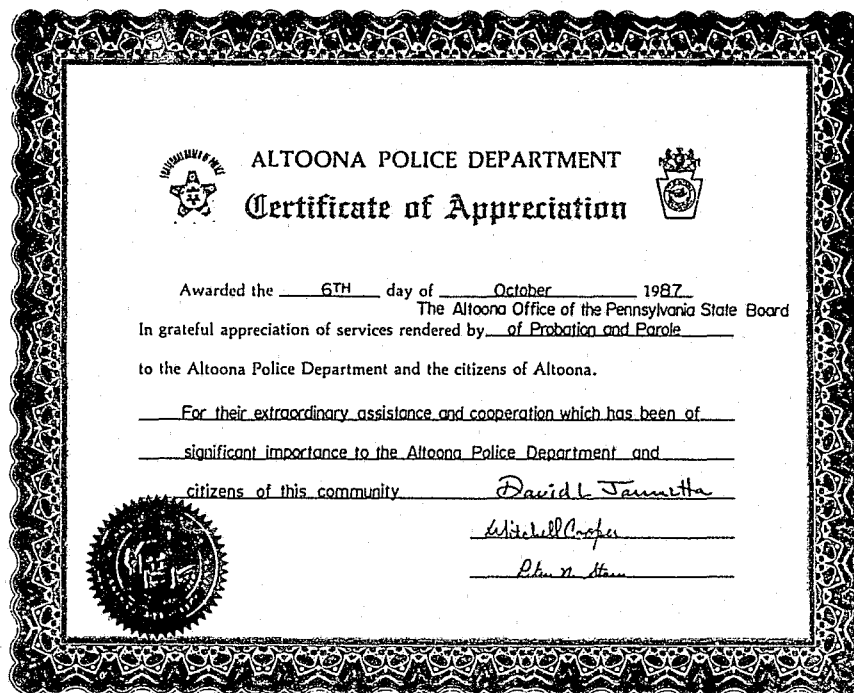 ALTOONA POLICE DEPARTMENT
Certificate of Appreciation
Awarded the 6TH day of October 1987
The Altoona Office of the Pennsylvania State Board
In grateful appreciation of services rendered by of Probation and Parole
to the Altoona Police Department and the citizens of Altoona.
For their extraordinary assistance and cooperation which has been of
significant importance to the Altoona Police Department and
citizens of this community David L
Mitchell Cooper